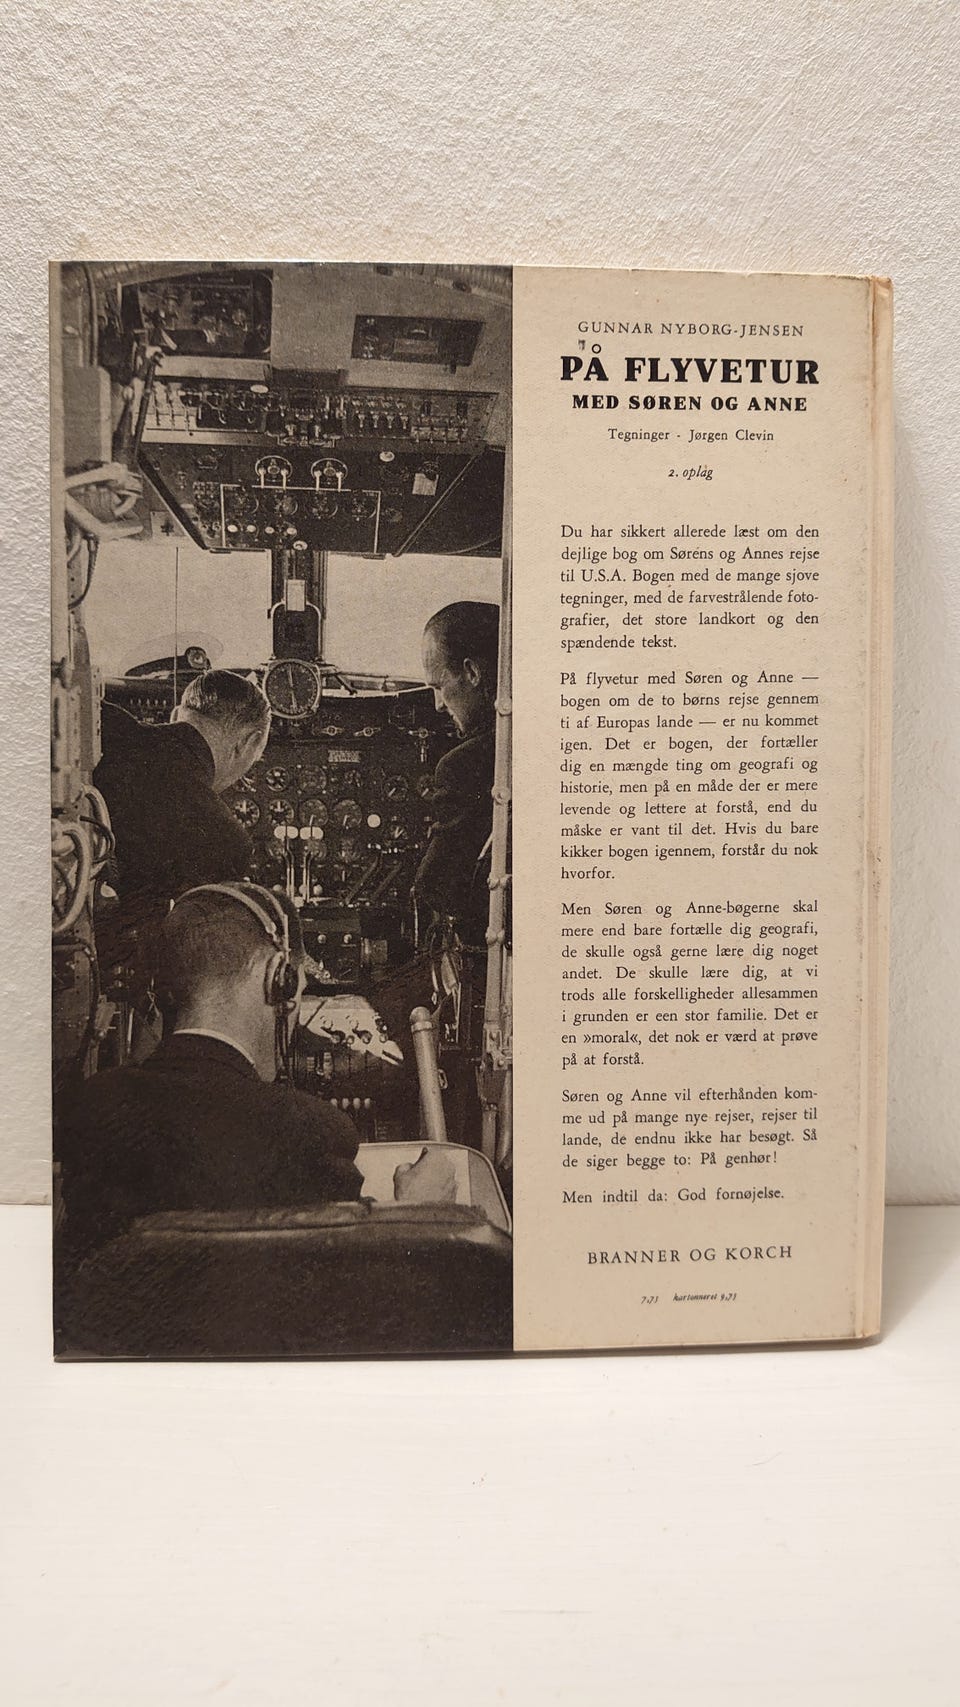 GUNNAR NYBORG-JENSEN
PÅ FLYVETUR
MED SØREN OG ANNE
Tegninger - Jørgen Clevin
2. oplag
Du har sikkert allerede læst om den
dejlige bog om Sørens og Annes rejse
til U.S.A. Bogen med de mange sjove
tegninger, med de farvestrålende foto-
grafier, det store landkort og den
spændende tekst.
På flyvetur med Søren og Anne —
bogen om de to børns rejse gennem
ti af Europas lande — er nu kommet
igen. Det er bogen, der fortæller
dig en mængde ting om geografi og
historie, men på en måde der er mere
levende og lettere at forstå, end du
måske er vant til det. Hvis du bare
kikker bogen igennem, forstår du nok
hvorfor.
Men Søren og Anne-bøgerne skal
mere end bare fortælle dig geografi,
de skulle også gerne lære dig noget
andet. De skulle lære dig, at vi
trods alle forskelligheder allesammen
i grunden er een stor familie. Det er
en »moral«, det nok er værd at prøve
på at forstå.
Søren og Anne vil efterhånden kom-
me ud på mange nye rejser, rejser til
lande, de endnu ikke har besøgt. Så
de siger begge to: På genhør!
Men indtil da: God fornøjelse.
BRANNER OG KORCH
kartonneret